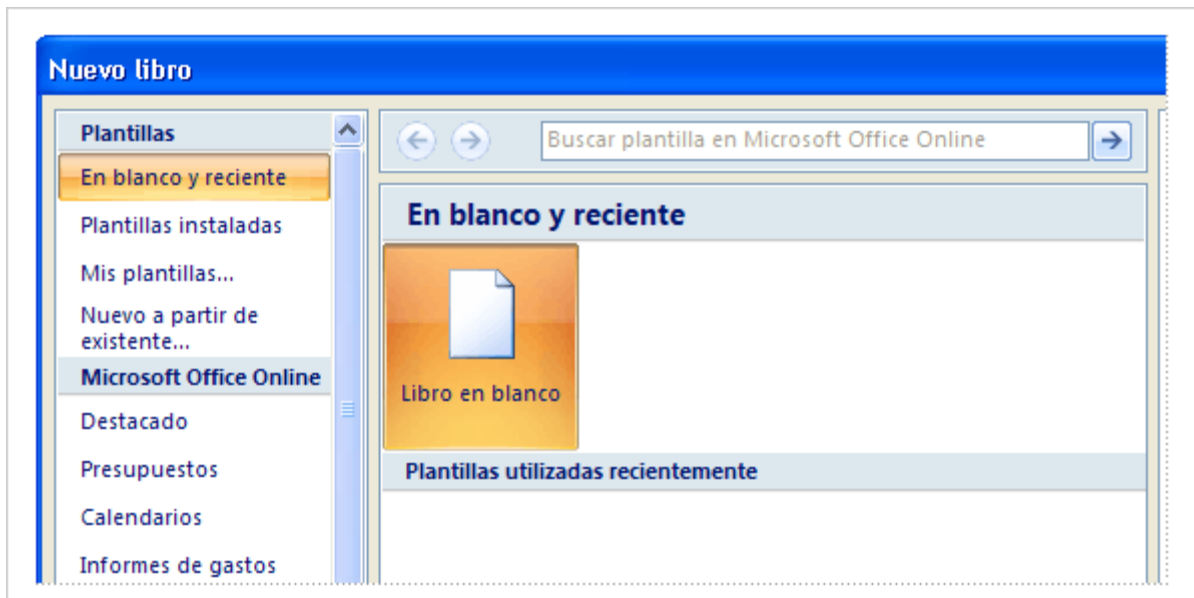 Nuevo libro
Plantillas
En blanco y reciente
Plantillas instaladas
Mis plantillas...
Nuevo a partir de
existente...
Microsoft Office Online
Destacado
Presupuestos
Calendarios
Informes de gastos
Buscar plantilla en Microsoft Office Online
En blanco y reciente
Libro en blanco
Plantillas utilizadas recientemente